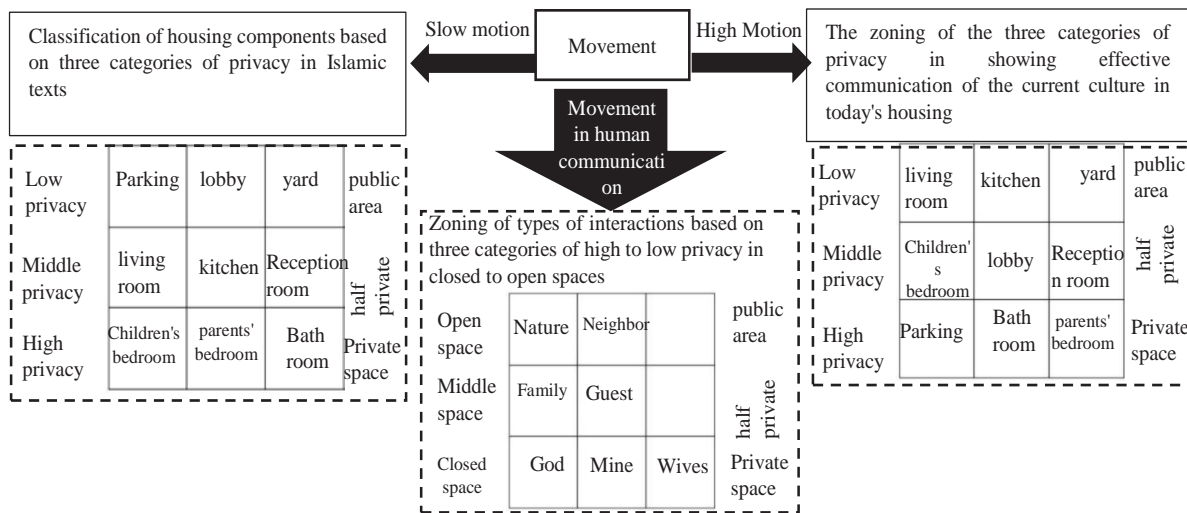 Classification of housing components based
on three categories of privacy in Islamic
texts
Slow motion
Movement
High Motion
The zoning of the three categories of
privacy in showing effective
communication of the current culture in
today's housing
Movement
in human
communicati
on
Low
privacy
Parking
lobby
yard
public
area
Middle
privacy
living
room
kitchen
Reception
room
half
private
High
privacy
Children's
bedroom
parents'
bedroom
Bath
room
Private
space
Zoning of types of interactions based on
three categories of high to low privacy in
closed to open spaces
Open
space
Nature
Neighbor
public
area
Middle
space
Family
Guest
half
private
Closed
space
God
Mine
Wives
Private
space
Low
privacy
living
room
kitchen
yard
public
area
Middle
privacy
Children'
s
bedroom
lobby
Receptio
n room
half
private
High
privacy
Parking
Bath
room
parents'
bedroom
Private
space